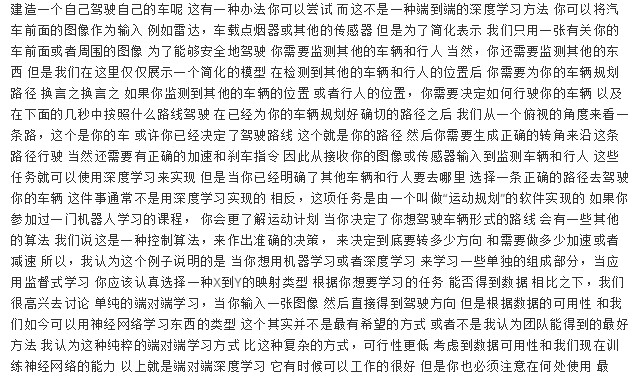 建造一个自己驾驶自己的车呢 这有一种办法你可以尝试 而这不是一种端到端的深度学习方法 你可以将汽
车前面的图像作为输入 例如雷达，车载点烟器或其他的传感器 但是为了简化表示 我们只用一张有关你的
车前面或者周围的图像 为了能够安全地驾驶 你需要监测其他的车辆和行人 当然，你还需要监测其他的东
西 但是我们在这里仅仅展示一个简化的模型 在检测到其他的车辆和行人的位置后 你需要为你的车辆规划
路径 换言之换言之 如果你监测到其他的车辆的位置 或者行人的位置，你需要决定如何行驶你的车辆 以及
在下面的几秒中按照什么路线驾驶 在已经为你的车辆规划好确切的路径之后 我们从一个俯视的角度来看一
条路，这个是你的车 或许你已经决定了驾驶路线 这个就是你的路径 然后你需要生成正确的转角来沿这条
路径行驶 当然还需要有正确的加速和刹车指令 因此从接收你的图像或传感器输入到监测车辆和行人 这些
任务就可以使用深度学习来实现 但是当你已经明确了其他车辆和行人要去哪里 选择一条正确的路径去驾驶
你的车辆 这件事通常不是用深度学习实现的 相反，这项任务是由一个叫做"运动规划"的软件实现的 如果你
参加过一门机器人学习的课程， 你会更了解运动计划 当你决定了你想驾驶车辆形式的路线 会有一些其他
的算法 我们说这是一种控制算法，来作出准确的决策， 来决定到底要转多少方向 和需要做多少加速或者
减速 所以，我认为这个例子说明的是 当你想用机器学习或者深度学习 来学习一些单独的组成部分，当应
用监督式学习 你应该认真选择一种X到Y的映射类型 根据你想要学习的任务 能否得到数据 相比之下，我们
很高兴去讨论 单纯的端对端学习，当你输入一张图像 然后直接得到驾驶方向 但是根据数据的可用性 和我
们如今可以用神经网络学习东西的类型 这个其实并不是最有希望的方式 或者不是我认为团队能得到的最好
方法 我认为这种纯粹的端对端学习方式 比这种复杂的方式，可行性更低 考虑到数据可用性和我们现在训
练神经网络的能力 以上就是端对端深度学习 它有时候可以工作的很好 但是你也必须注意在何处使用 最